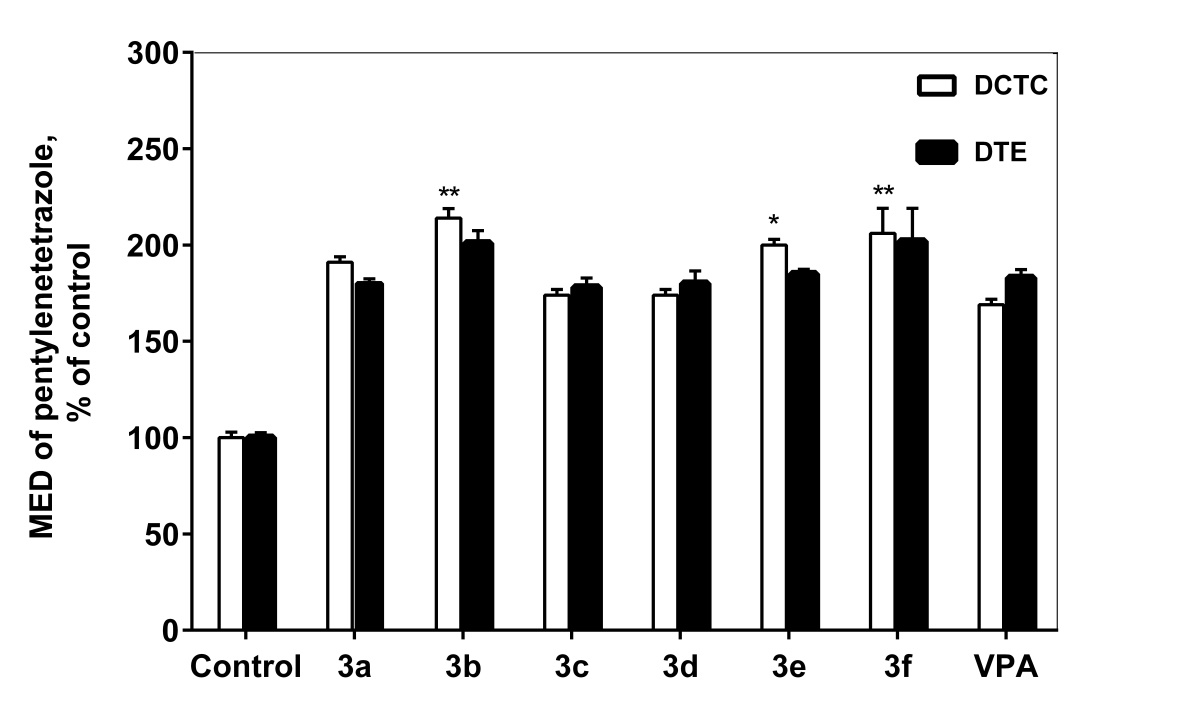 MED of pentylenetetrazole,
% of control
300
250
200
150
100
50
0
DCTC
DTE
**
*
**
Control 3a 3b 3c 3d 3e 3f VPA